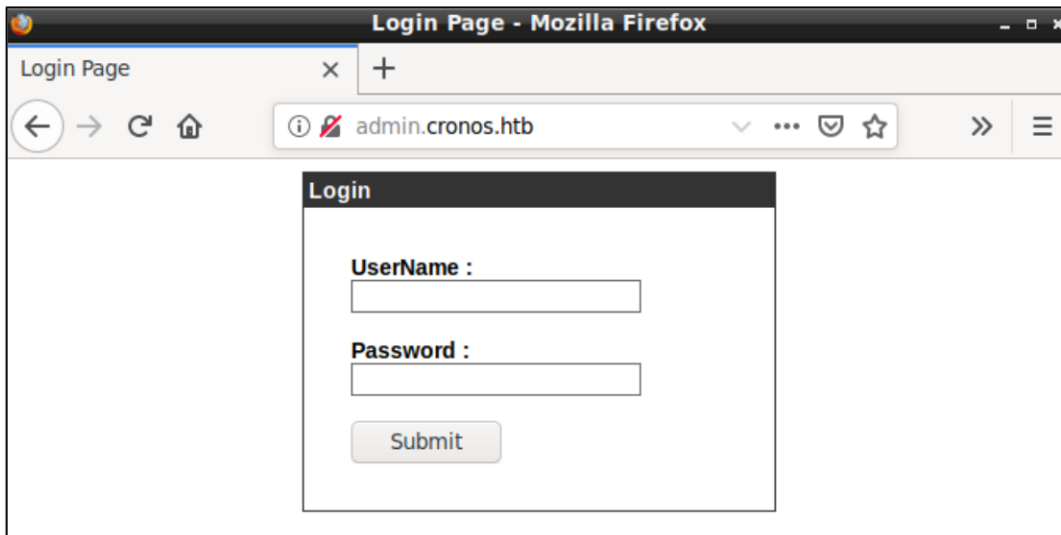 Login Page - Mozilla Firefox
Login Page
admin.cronos.htb
Login
UserName :
Password :
Submit